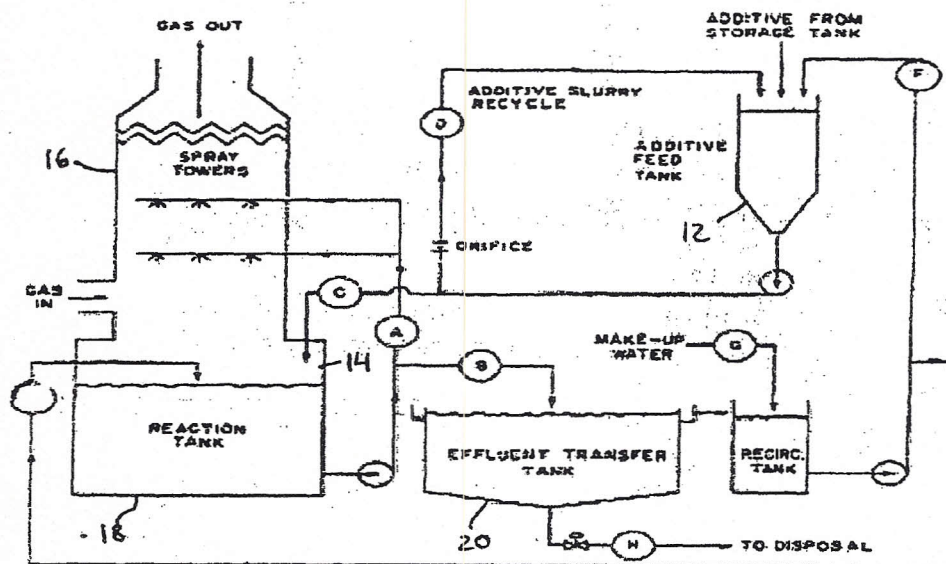 GAS OUT
ADDITIVE FROM
STORAGE TANK
F
ADDITIVE SLURRY
RECYCLE
D
16
SPRAY
TOWERS
ADDITIVE
FEED
TANK
12
ORIFICE
GAS
IN
C
A
14
MAKE-UP
WATER
G
B
REACTION
TANK
EFFLUENT TRANSFER
TANK
RECIRC.
TANK
18
20
H
TO DISPOSAL